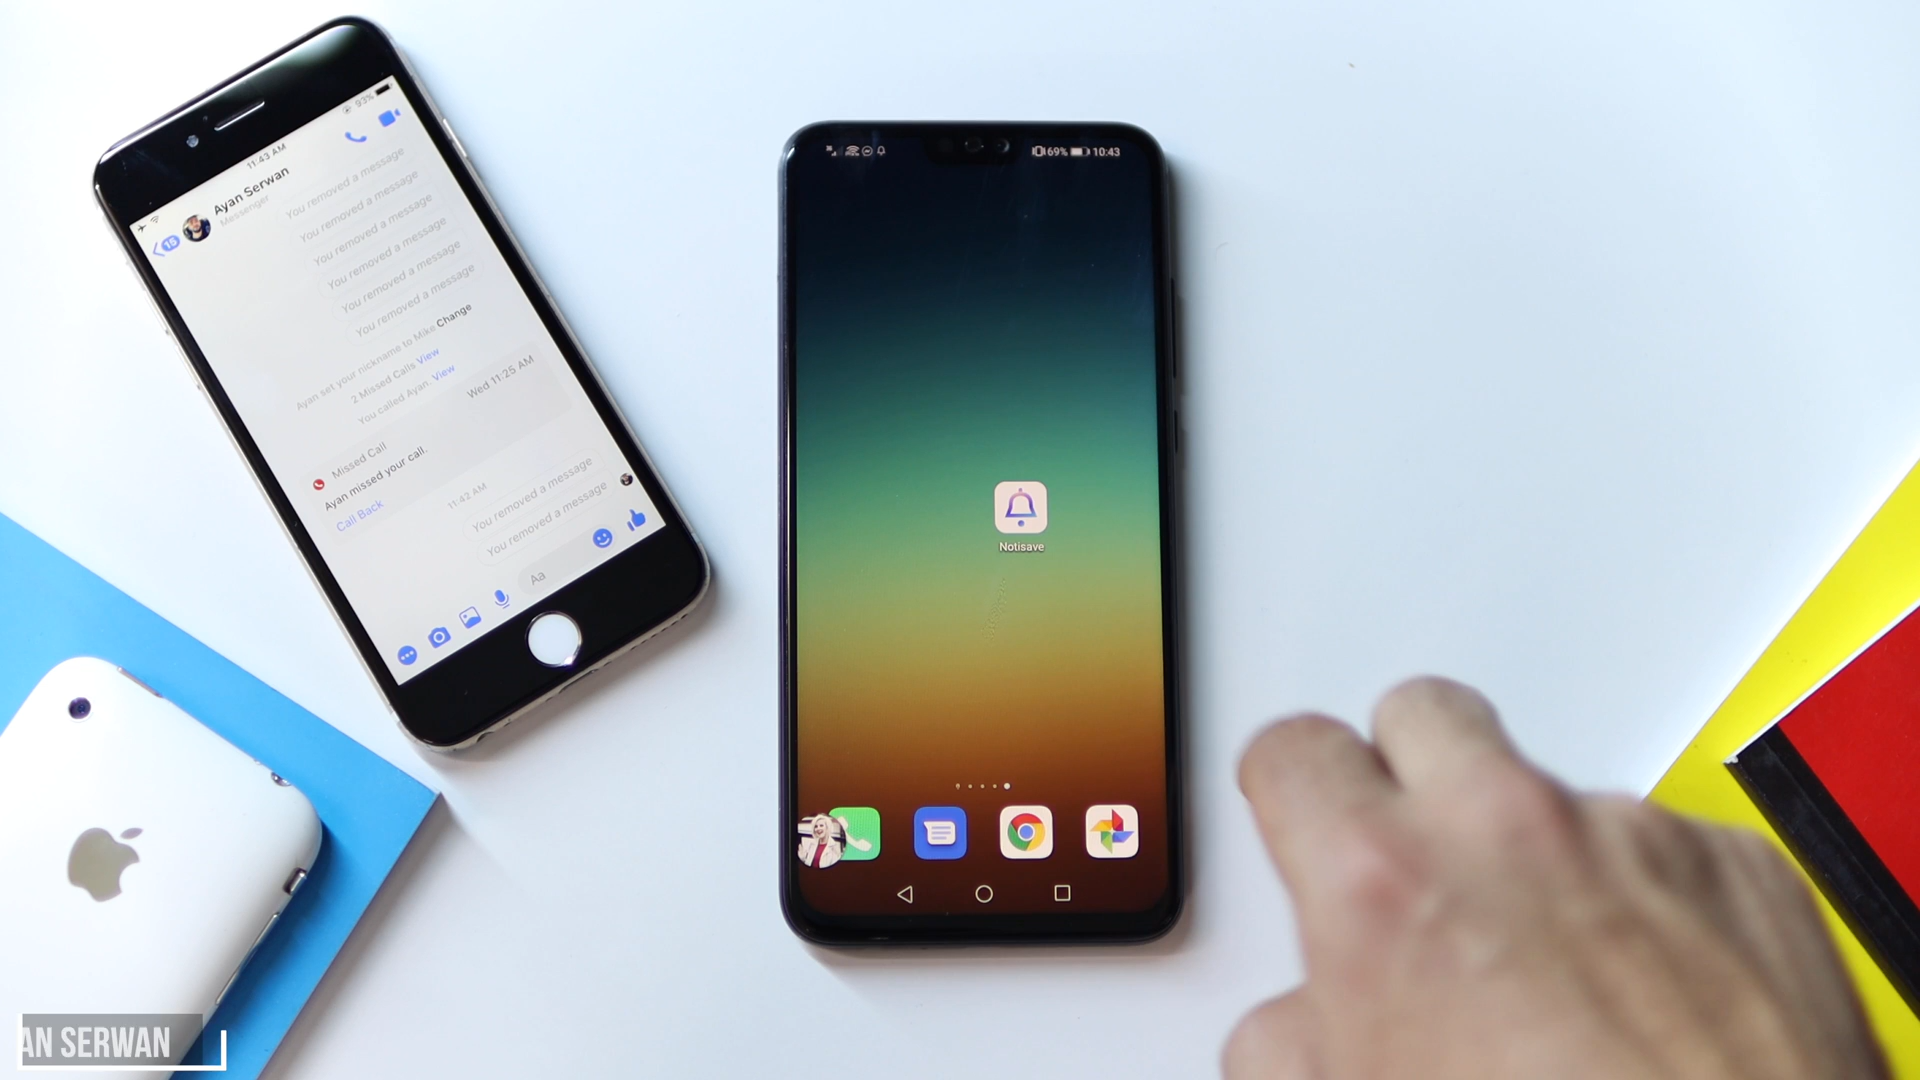 93%
11:43 AM
15
Ayan Serwan
Messenger
You removed a message
You removed a message
You removed a message
You removed a message
You removed a message
You removed a message
Ayan set your nickname to Mike Change
2 Missed Calls View
You called Ayan. View
Wed 11:25 AM
Missed Call
Ayan missed your call.
Call Back
11:42 AM
You removed a message
You removed a message
Aa
69% 10:43
Notisave
AN SERWAN